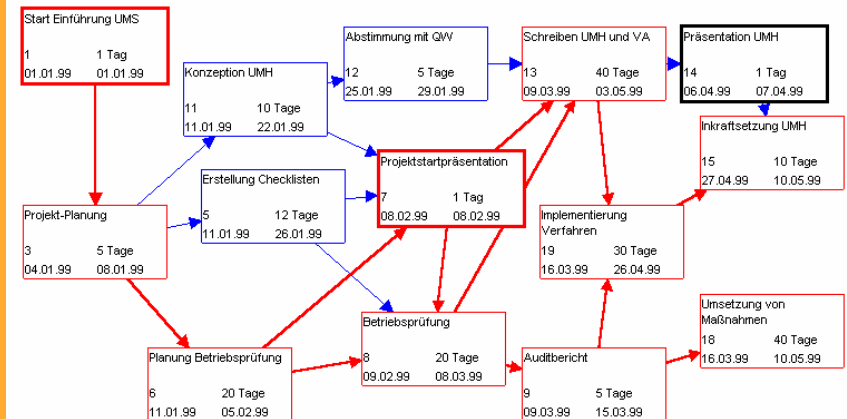 Start Einführung UMS
1 1 Tag
01.01.99 01.01.99
Abstimmung mit QW
12 5 Tage
25.01.99 29.01.99
Schreiben UMH und VA
13 40 Tage
09.03.99 03.05.99
Präsentation UMH
14 1 Tag
06.04.99 07.04.99
Konzeption UMH
11 10 Tage
11.01.99 22.01.99
Inkraftsetzung UMH
15 10 Tage
27.04.99 10.05.99
Projektstartpräsentation
7 1 Tag
08.02.99 08.02.99
Erstellung Checklisten
5 12 Tage
11.01.99 26.01.99
Projekt-Planung
3 5 Tage
04.01.99 08.01.99
Implementierung
Verfahren
19 30 Tage
16.03.99 26.04.99
Umsetzung von
Maßnahmen
18 40 Tage
16.03.99 10.05.99
Betriebsprüfung
8 20 Tage
09.02.99 08.03.99
Planung Betriebsprüfung
6 20 Tage
11.01.99 05.02.99
Auditbericht
9 5 Tage
09.03.99 15.03.99